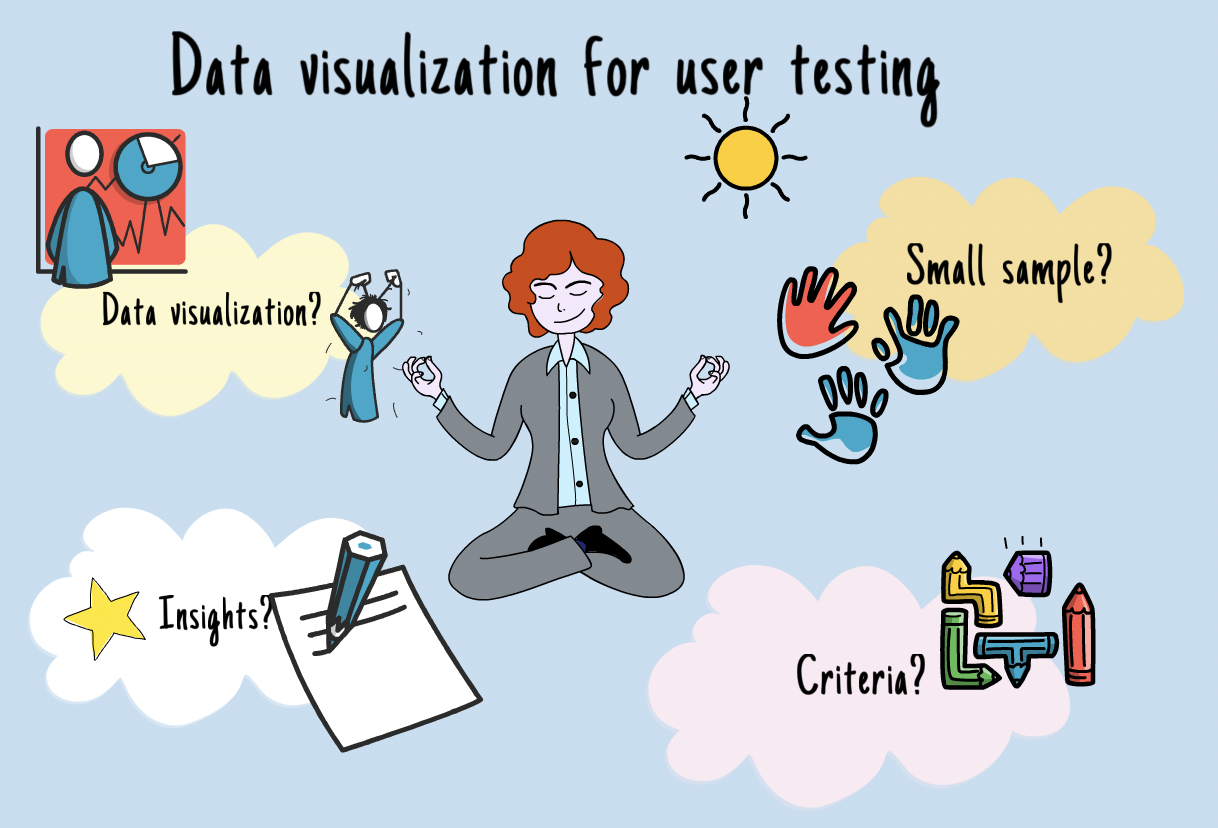 Data visualization for user testing
Small sample?
Data visualization?
Insights?
Criteria?